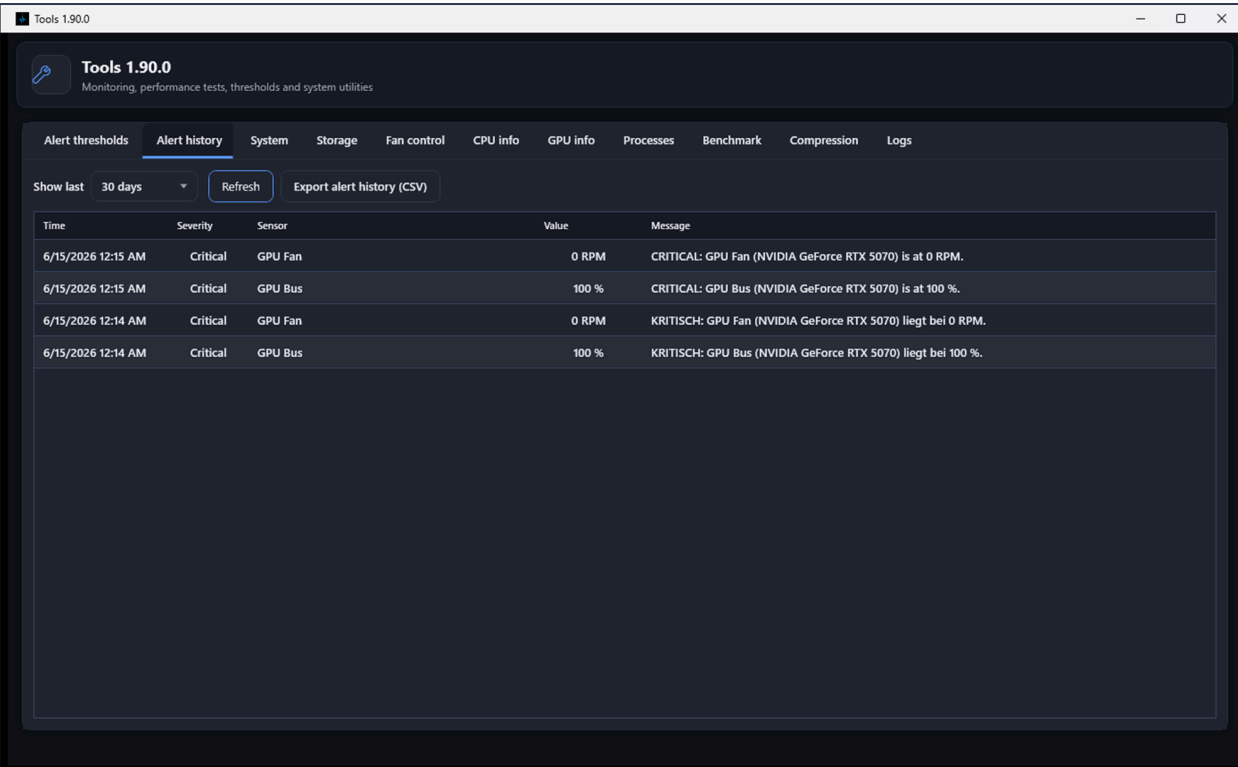 Tools 1.90.0
Tools 1.90.0
Monitoring, performance tests, thresholds and system utilities
Alert thresholds Alert history System Storage Fan control CPU info GPU info Processes Benchmark Compression Logs
Show last 30 days Refresh Export alert history (CSV)
Time Severity Sensor Value Message
6/15/2026 12:15 AM Critical GPU Fan 0 RPM CRITICAL: GPU Fan (NVIDIA GeForce RTX 5070) is at 0 RPM.
6/15/2026 12:15 AM Critical GPU Bus 100 % CRITICAL: GPU Bus (NVIDIA GeForce RTX 5070) is at 100 %.
6/15/2026 12:14 AM Critical GPU Fan 0 RPM KRITISCH: GPU Fan (NVIDIA GeForce RTX 5070) liegt bei 0 RPM.
6/15/2026 12:14 AM Critical GPU Bus 100 % KRITISCH: GPU Bus (NVIDIA GeForce RTX 5070) liegt bei 100 %.